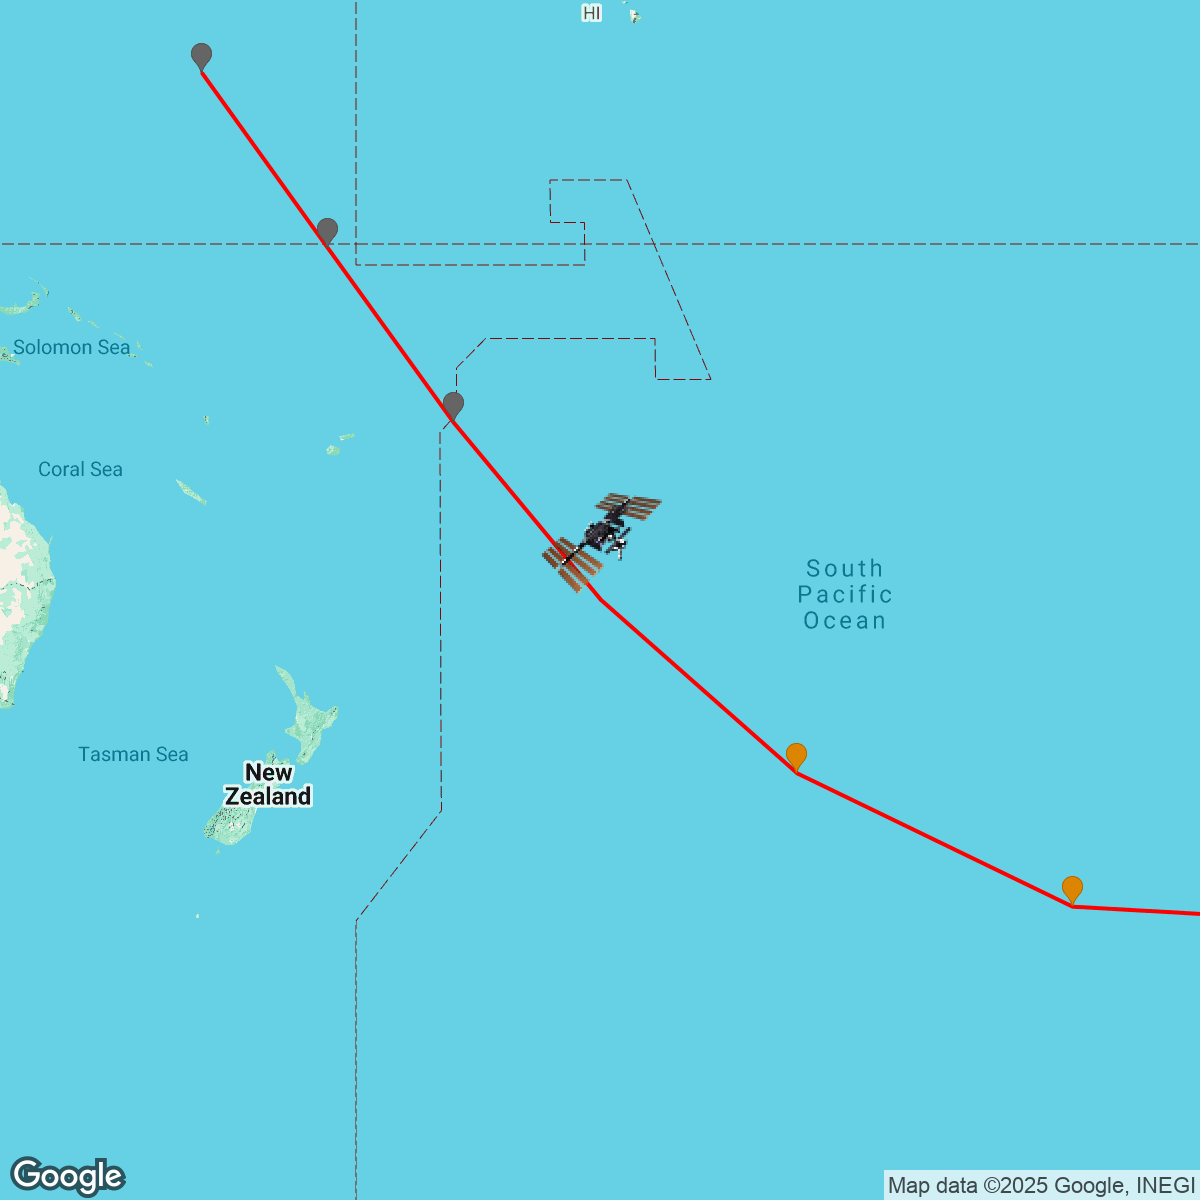 HI
Solomon Sea
Coral Sea
South
Pacific
Ocean
Tasman Sea
New
Zealand
Google
Map data ©2025 Google, INEGI